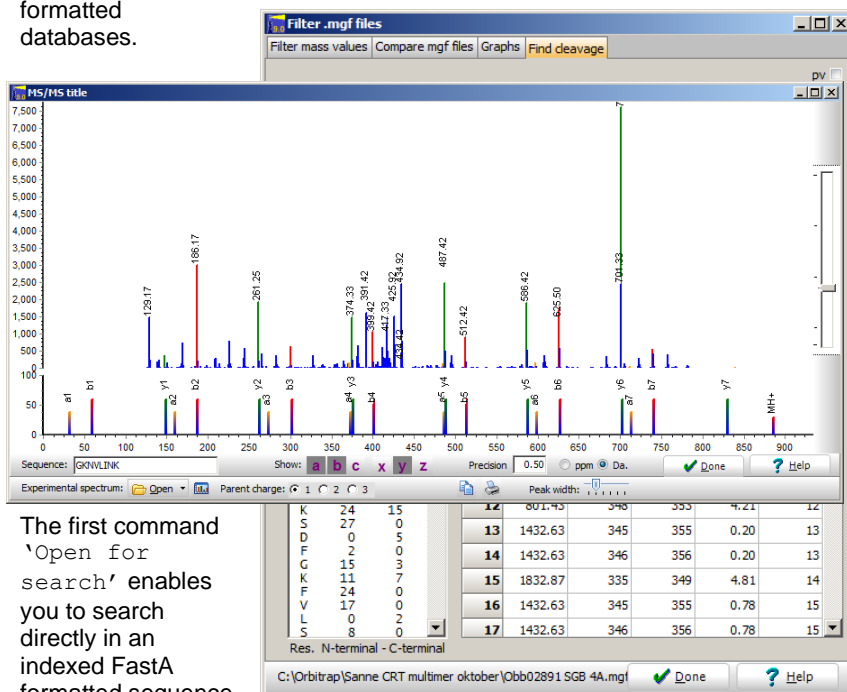 formatted
databases.
Filter .mgf files
Filter mass values Compare mgf files Graphs Find cleavage
pv
MS/MS title
7,500
7,000
6,500
6,000
5,500
5,000
4,500
4,000
3,500
3,000
2,500
2,000
1,500
1,000
500
0
129.17
186.17
261.25
374.33
391.42
399.42
417.33
425.92
434.92
434.42
487.42
512.42
586.42
625.50
701.33
7
100
50
0
a1 b1 y1 a2 b2 y2 a3 b3 a4 y3 b4 a5 y4 b5 y5 a6 b6 y6 a7 b7 y7 MH+
0 50 100 150 200 250 300 350 400 450 500 550 600 650 700 750 800 850 900
Sequence: GKNVLINK Show: a b c x y z Precision 0.50 ppm Da. Done Help
Experimental spectrum: Open Parent charge: 1 2 3 Peak width:
The first command
‘Open for
search’ enables
you to search
directly in an
indexed FastA
formatted sequence
K 24 15
S 27 0
D 0 5
F 2 0
G 15 3
K 11 7
F 24 0
V 17 0
L 0 2
S 8 0
Res. N-terminal - C-terminal
12 801.43 348 353 4.21 12
13 1432.63 345 355 0.20 13
14 1432.63 346 356 0.20 13
15 1832.87 335 349 4.81 14
16 1432.63 345 355 0.78 15
17 1432.63 346 356 0.78 15
C:\Orbitrap\Sanne CRT multimer oktober\Obb02891 SGB 4A.mgf Done Help